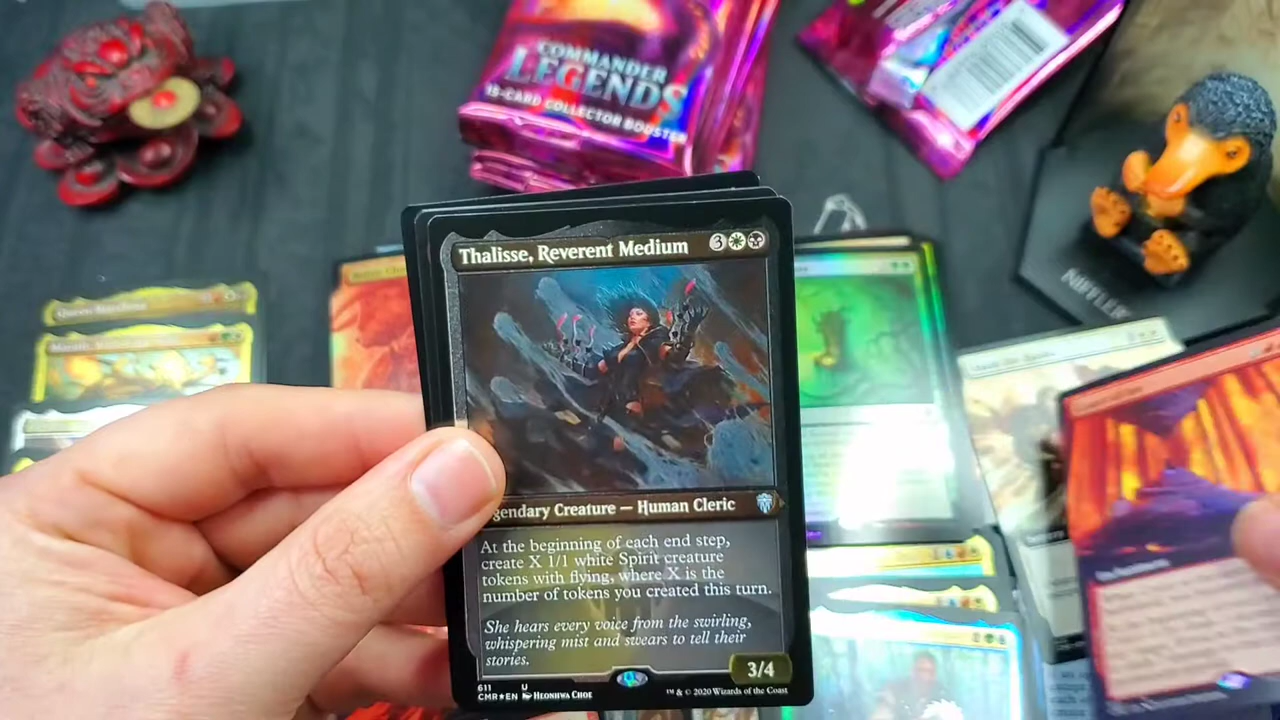 COMMANDER
LEGENDS
15-CARD COLLECTOR BOOSTER
NIFFLER
Thalisse, Reverent Medium
3
gendary Creature — Human Cleric
At the beginning of each end step,
create X 1/1 white Spirit creature
tokens with flying, where X is the
number of tokens you created this turn.
She hears every voice from the swirling,
whispering mist and swears to tell their
stories.
3/4
611 U
CMR EN HEONHWA CHOE
™ & © 2020 Wizards of the Coast